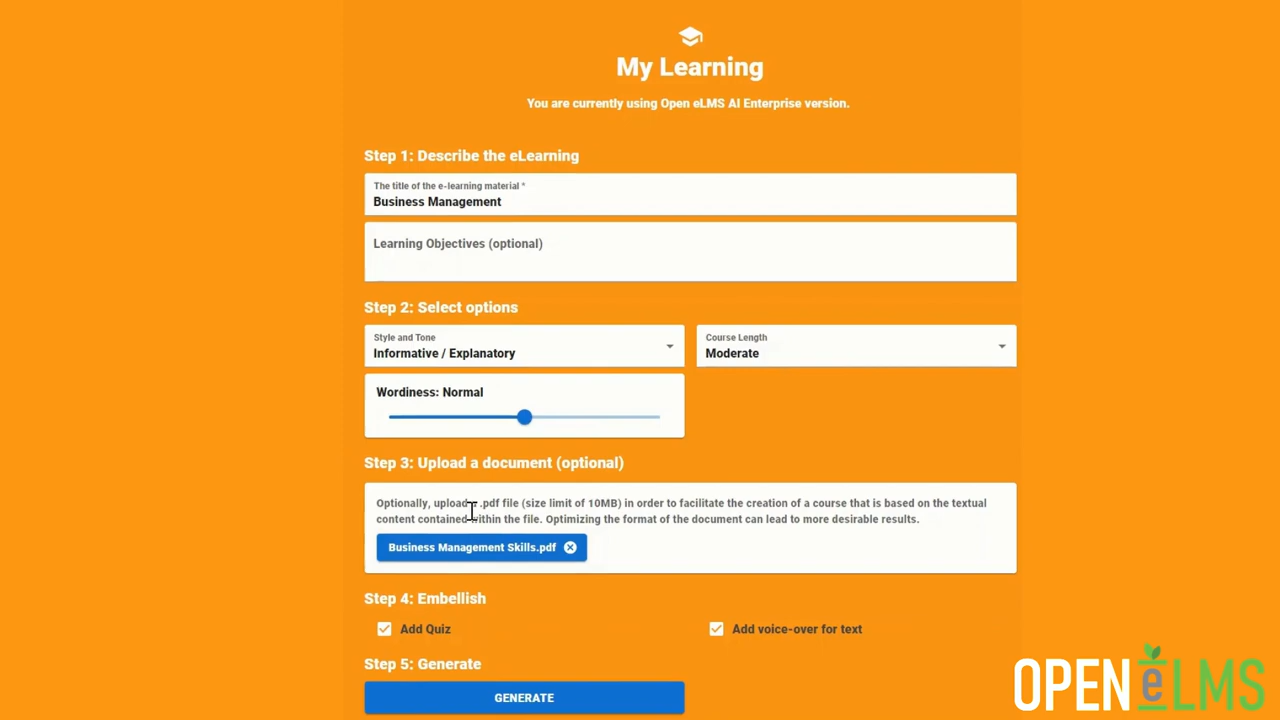 My Learning
You are currently using Open eLMS AI Enterprise version.
Step 1: Describe the eLearning
The title of the e-learning material *
Business Management
Learning Objectives (optional)
Step 2: Select options
Style and Tone
Informative / Explanatory
Course Length
Moderate
Wordiness: Normal
Step 3: Upload a document (optional)
Optionally, upload .pdf file (size limit of 10MB) in order to facilitate the creation of a course that is based on the textual
content contained within the file. Optimizing the format of the document can lead to more desirable results.
Business Management Skills.pdf
Step 4: Embellish
Add Quiz
Add voice-over for text
Step 5: Generate
GENERATE
OPEN eLMS